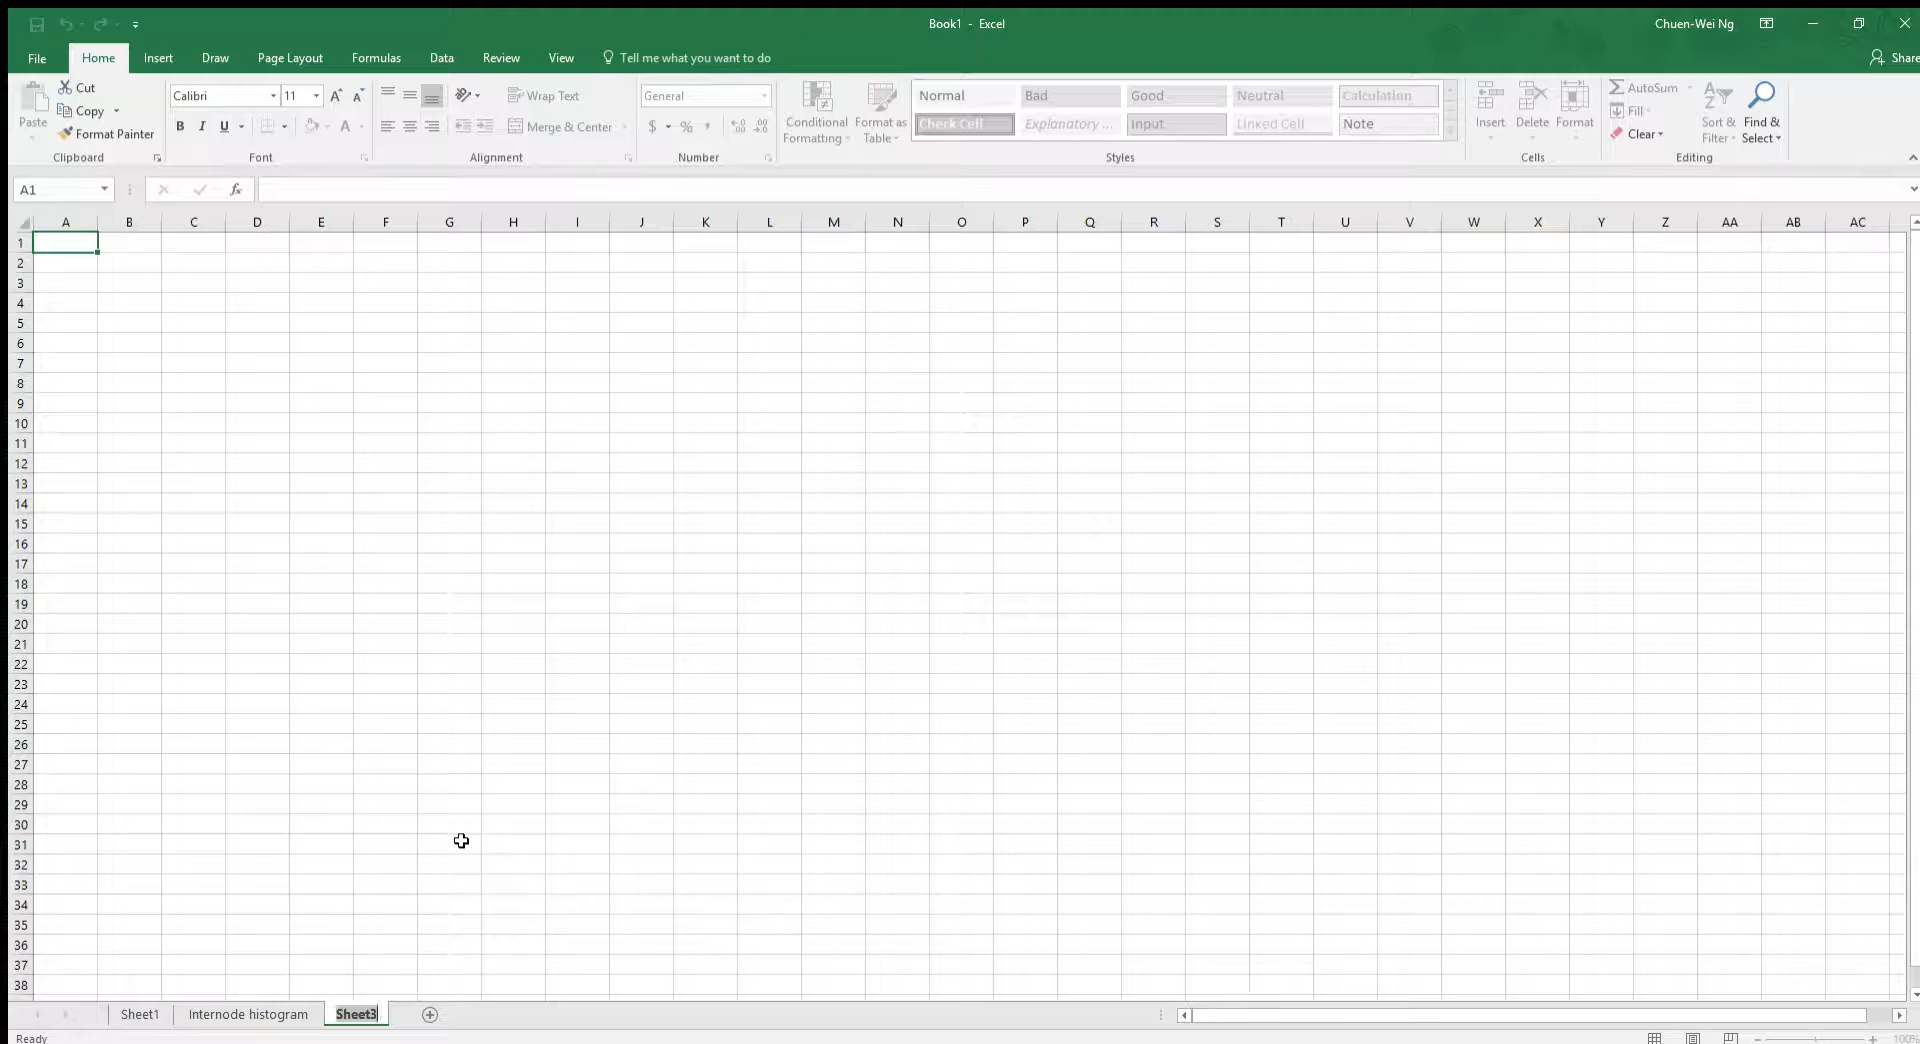 Book1 - Excel
Chuen-Wei Ng
File Home Insert Draw Page Layout Formulas Data Review View Tell me what you want to do Share
Paste
Cut
Copy
Format Painter
Clipboard
Calibri 11
B I U
Font
Wrap Text
Merge & Center
Alignment
General
$ % ,
Number
Conditional Formatting
Format as Table
Normal Bad Good Neutral Calculation
Check Cell Explanatory ... Input Linked Cell Note
Styles
Insert Delete Format
Cells
AutoSum
Fill
Clear
Sort & Filter
Find & Select
Editing
A1
fx
A B C D E F G H I J K L M N O P Q R S T U V W X Y Z AA AB AC
1
2
3
4
5
6
7
8
9
10
11
12
13
14
15
16
17
18
19
20
21
22
23
24
25
26
27
28
29
30
31
32
33
34
35
36
37
38
Sheet1 Internode histogram Sheet3
Ready
100%